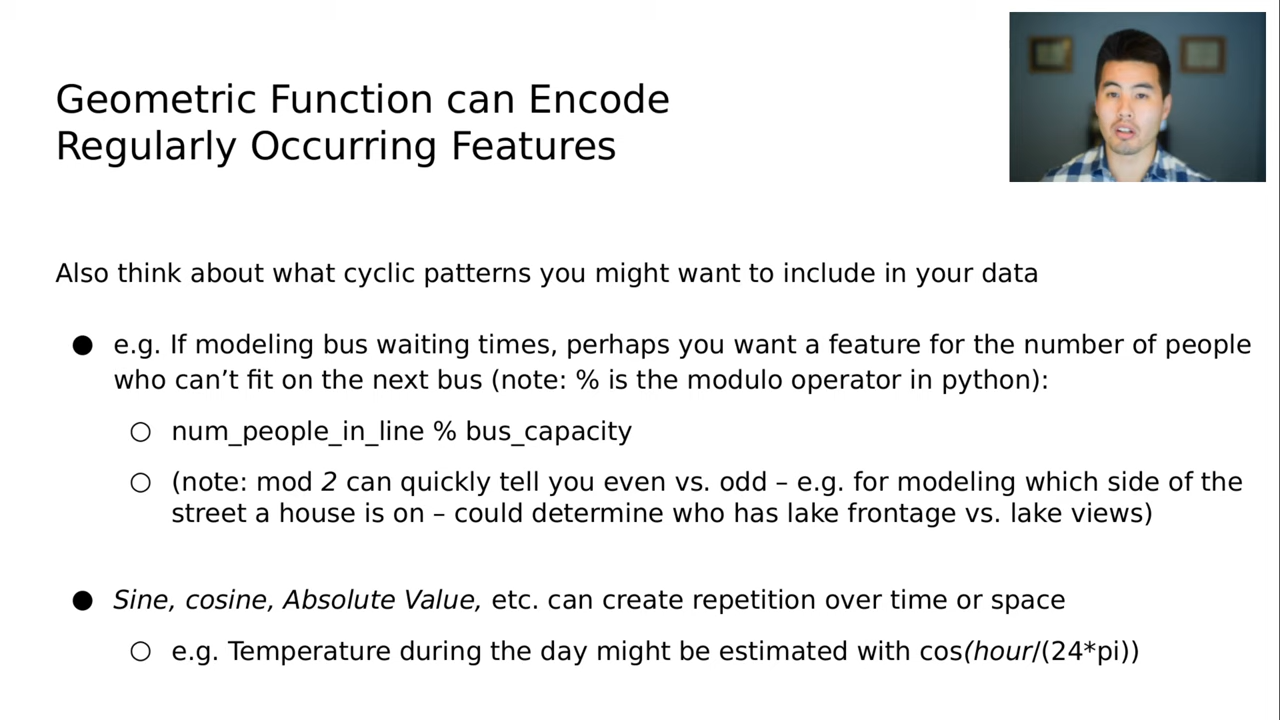 Geometric Function can Encode
Regularly Occurring Features
Also think about what cyclic patterns you might want to include in your data
● e.g. If modeling bus waiting times, perhaps you want a feature for the number of people
who can’t fit on the next bus (note: % is the modulo operator in python):
○ num_people_in_line % bus_capacity
○ (note: mod 2 can quickly tell you even vs. odd – e.g. for modeling which side of the
street a house is on – could determine who has lake frontage vs. lake views)
● Sine, cosine, Absolute Value, etc. can create repetition over time or space
○ e.g. Temperature during the day might be estimated with cos(hour/(24*pi))